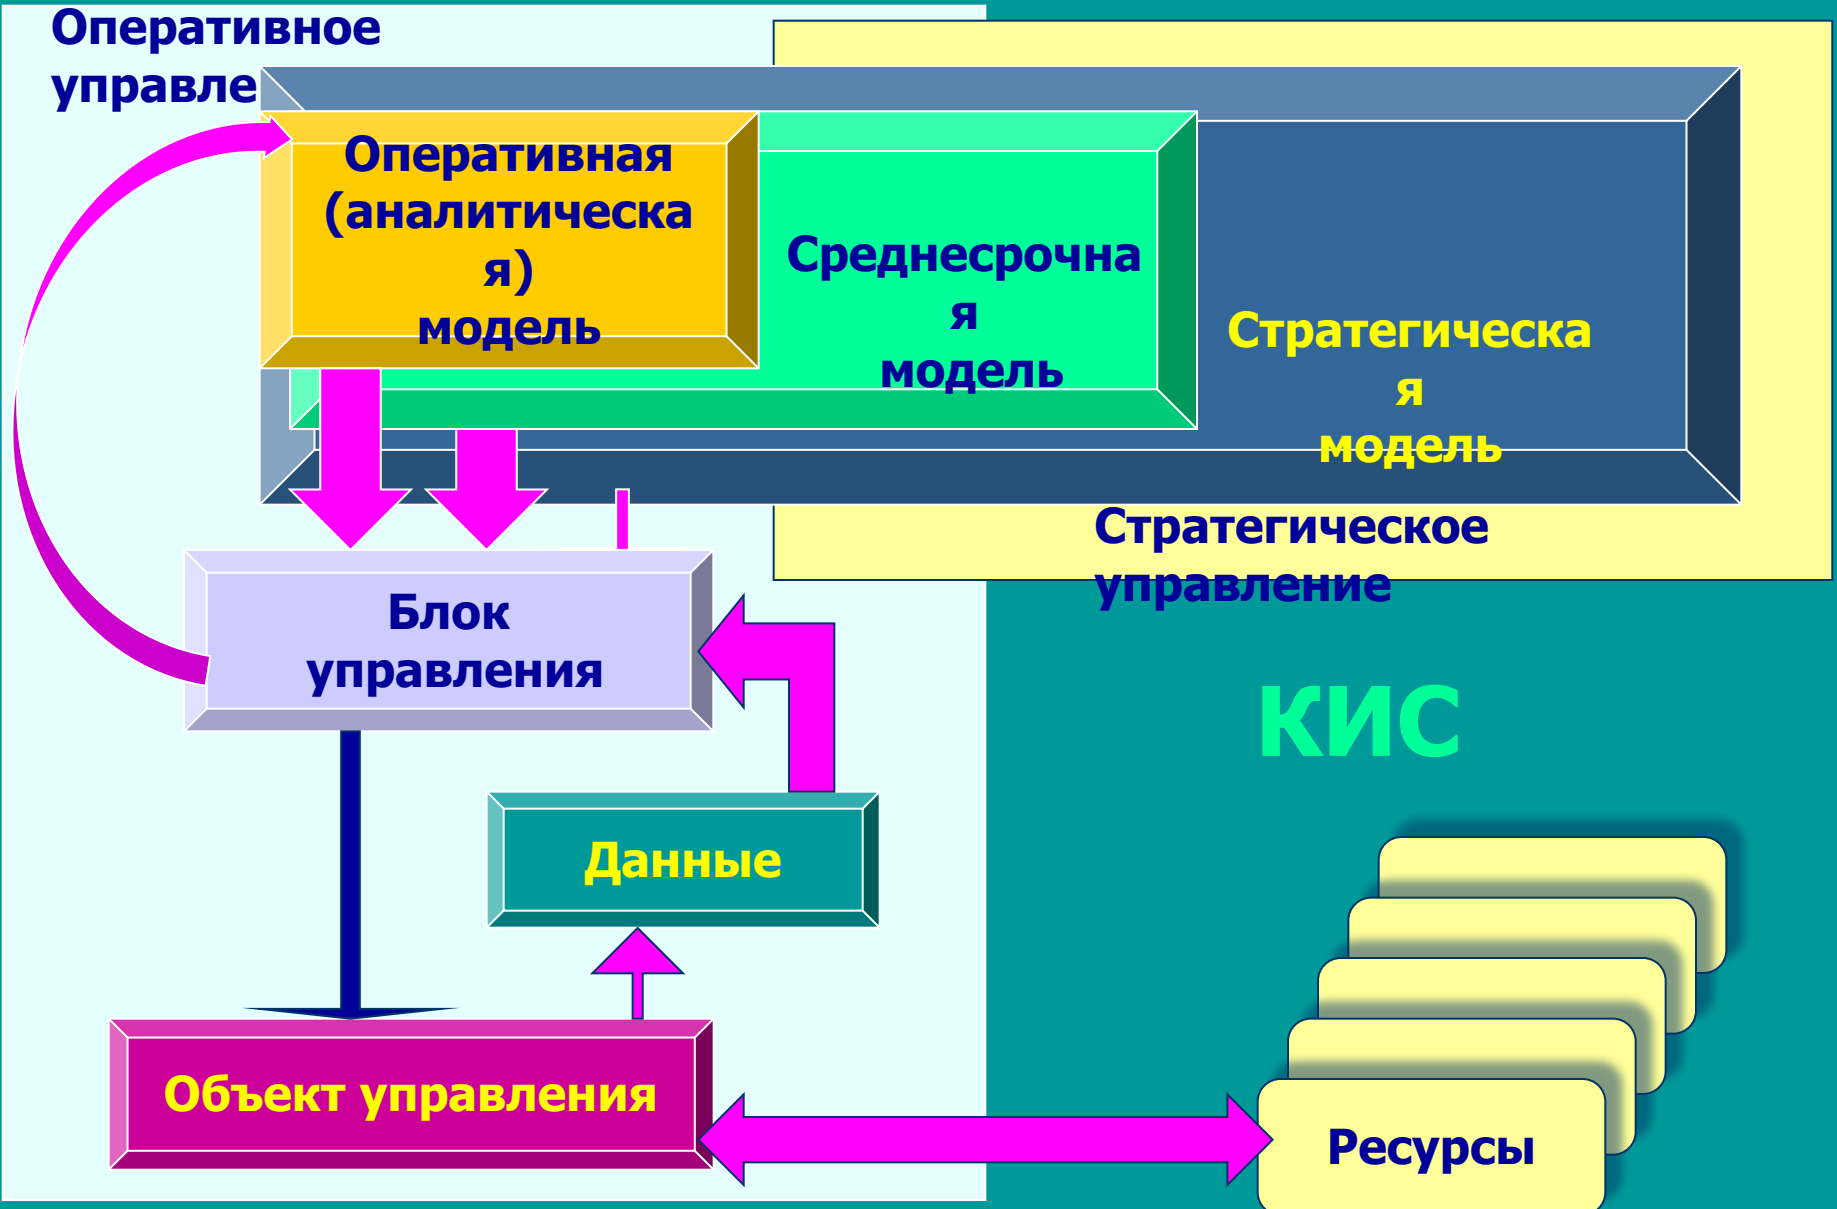 Оперативное
управле
Оперативная
(аналитическа
я)
модель
Среднесрочна
я
модель
Стратегическа
я
модель
Стратегическое
управление
Блок
управления
КИС
Данные
Объект управления
Ресурсы